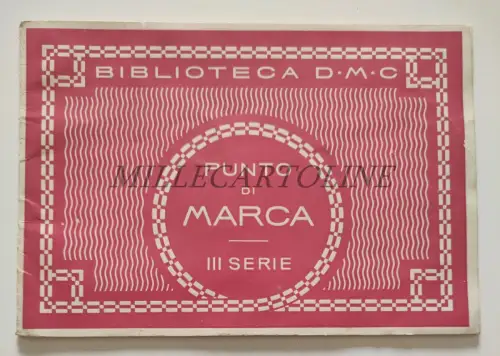 BIBLIOTECA D·M·C
PUNTO
MILLECARTOLINE
DI
MARCA
III SERIE